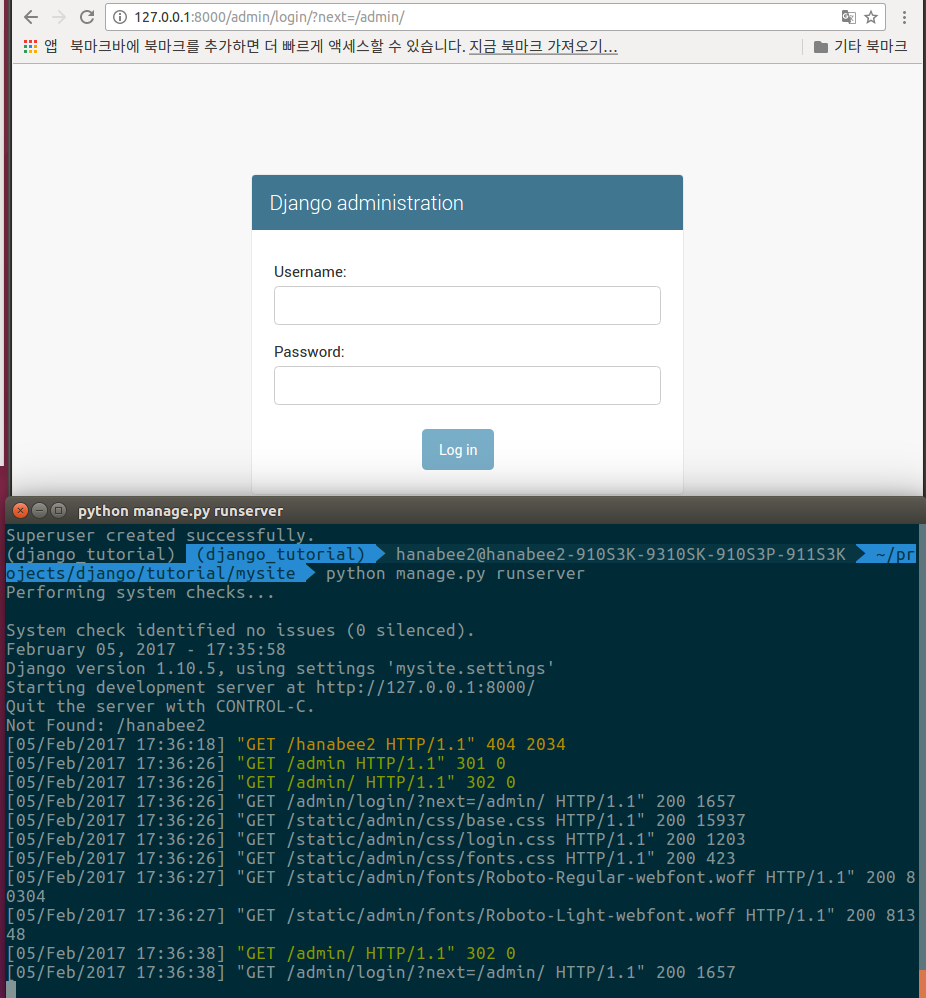 127.0.0.1:8000/admin/login/?next=/admin/
앱 북마크바에 북마크를 추가하면 더 빠르게 액세스할 수 있습니다. 지금 북마크 가져오기... 기타 북마크
Django administration
Username:
Password:
Log in
python manage.py runserver
Superuser created successfully.
(django_tutorial) (django_tutorial) hanabee2@hanabee2-910S3K-9310SK-910S3P-911S3K ~/pr
ojects/django/tutorial/mysite python manage.py runserver
Performing system checks...
System check identified no issues (0 silenced).
February 05, 2017 - 17:35:58
Django version 1.10.5, using settings 'mysite.settings'
Starting development server at http://127.0.0.1:8000/
Quit the server with CONTROL-C.
Not Found: /hanabee2
[05/Feb/2017 17:36:18] "GET /hanabee2 HTTP/1.1" 404 2034
[05/Feb/2017 17:36:26] "GET /admin HTTP/1.1" 301 0
[05/Feb/2017 17:36:26] "GET /admin/ HTTP/1.1" 302 0
[05/Feb/2017 17:36:26] "GET /admin/login/?next=/admin/ HTTP/1.1" 200 1657
[05/Feb/2017 17:36:26] "GET /static/admin/css/base.css HTTP/1.1" 200 15937
[05/Feb/2017 17:36:26] "GET /static/admin/css/login.css HTTP/1.1" 200 1203
[05/Feb/2017 17:36:26] "GET /static/admin/css/fonts.css HTTP/1.1" 200 423
[05/Feb/2017 17:36:27] "GET /static/admin/fonts/Roboto-Regular-webfont.woff HTTP/1.1" 200 8
0304
[05/Feb/2017 17:36:27] "GET /static/admin/fonts/Roboto-Light-webfont.woff HTTP/1.1" 200 813
48
[05/Feb/2017 17:36:38] "GET /admin/ HTTP/1.1" 302 0
[05/Feb/2017 17:36:38] "GET /admin/login/?next=/admin/ HTTP/1.1" 200 1657